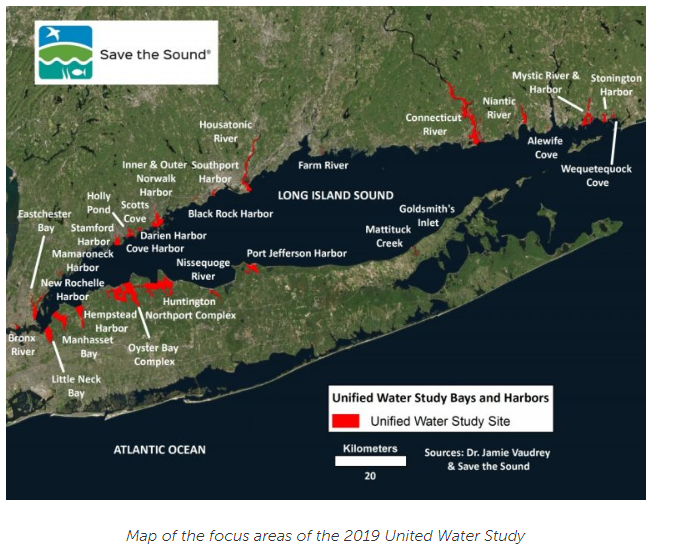 Save the Sound®
Mystic River &
Harbor
Stonington
Harbor
Niantic
River
Connecticut
River
Housatonic
River
Alewife
Cove
Wequetequock
Cove
Farm River
Inner & Outer
Norwalk
Harbor
Southport
Harbor
LONG ISLAND SOUND
Holly
Pond
Scotts
Cove
Black Rock Harbor
Goldsmith's
Inlet
Eastchester
Bay
Stamford
Harbor
Darien Harbor
Cove Harbor
Mattituck
Creek
Mamaroneck
Harbor
Nissequoge
River
Port Jefferson Harbor
New Rochelle
Harbor
Huntington
Northport Complex
Hempstead
Harbor
Bronx
River
Manhasset
Bay
Oyster Bay
Complex
Little Neck
Bay
Unified Water Study Bays and Harbors
Unified Water Study Site
ATLANTIC OCEAN
Kilometers
20
Sources: Dr. Jamie Vaudrey
& Save the Sound
Map of the focus areas of the 2019 United Water Study